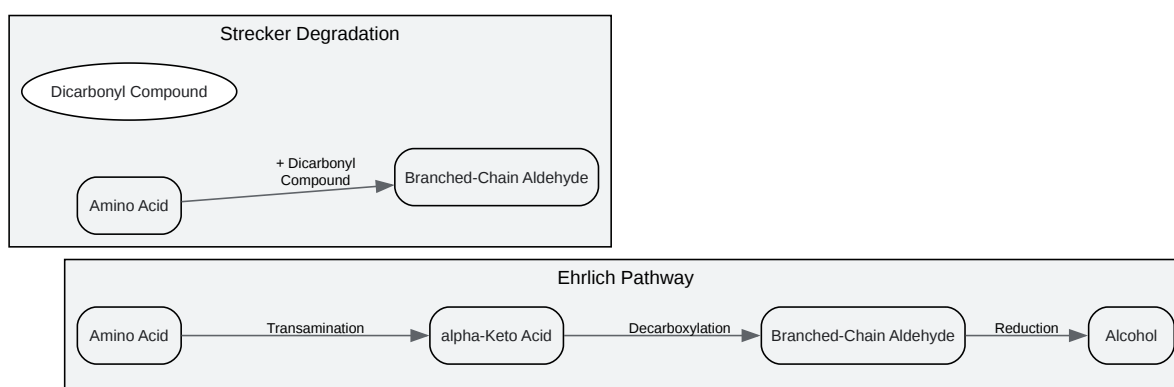 Strecker Degradation
Dicarbonyl Compound
+ Dicarbonyl
Compound
Branched-Chain Aldehyde
Amino Acid
Ehrlich Pathway
Amino Acid
Transamination
alpha-Keto Acid
Decarboxylation
Branched-Chain Aldehyde
Reduction
Alcohol